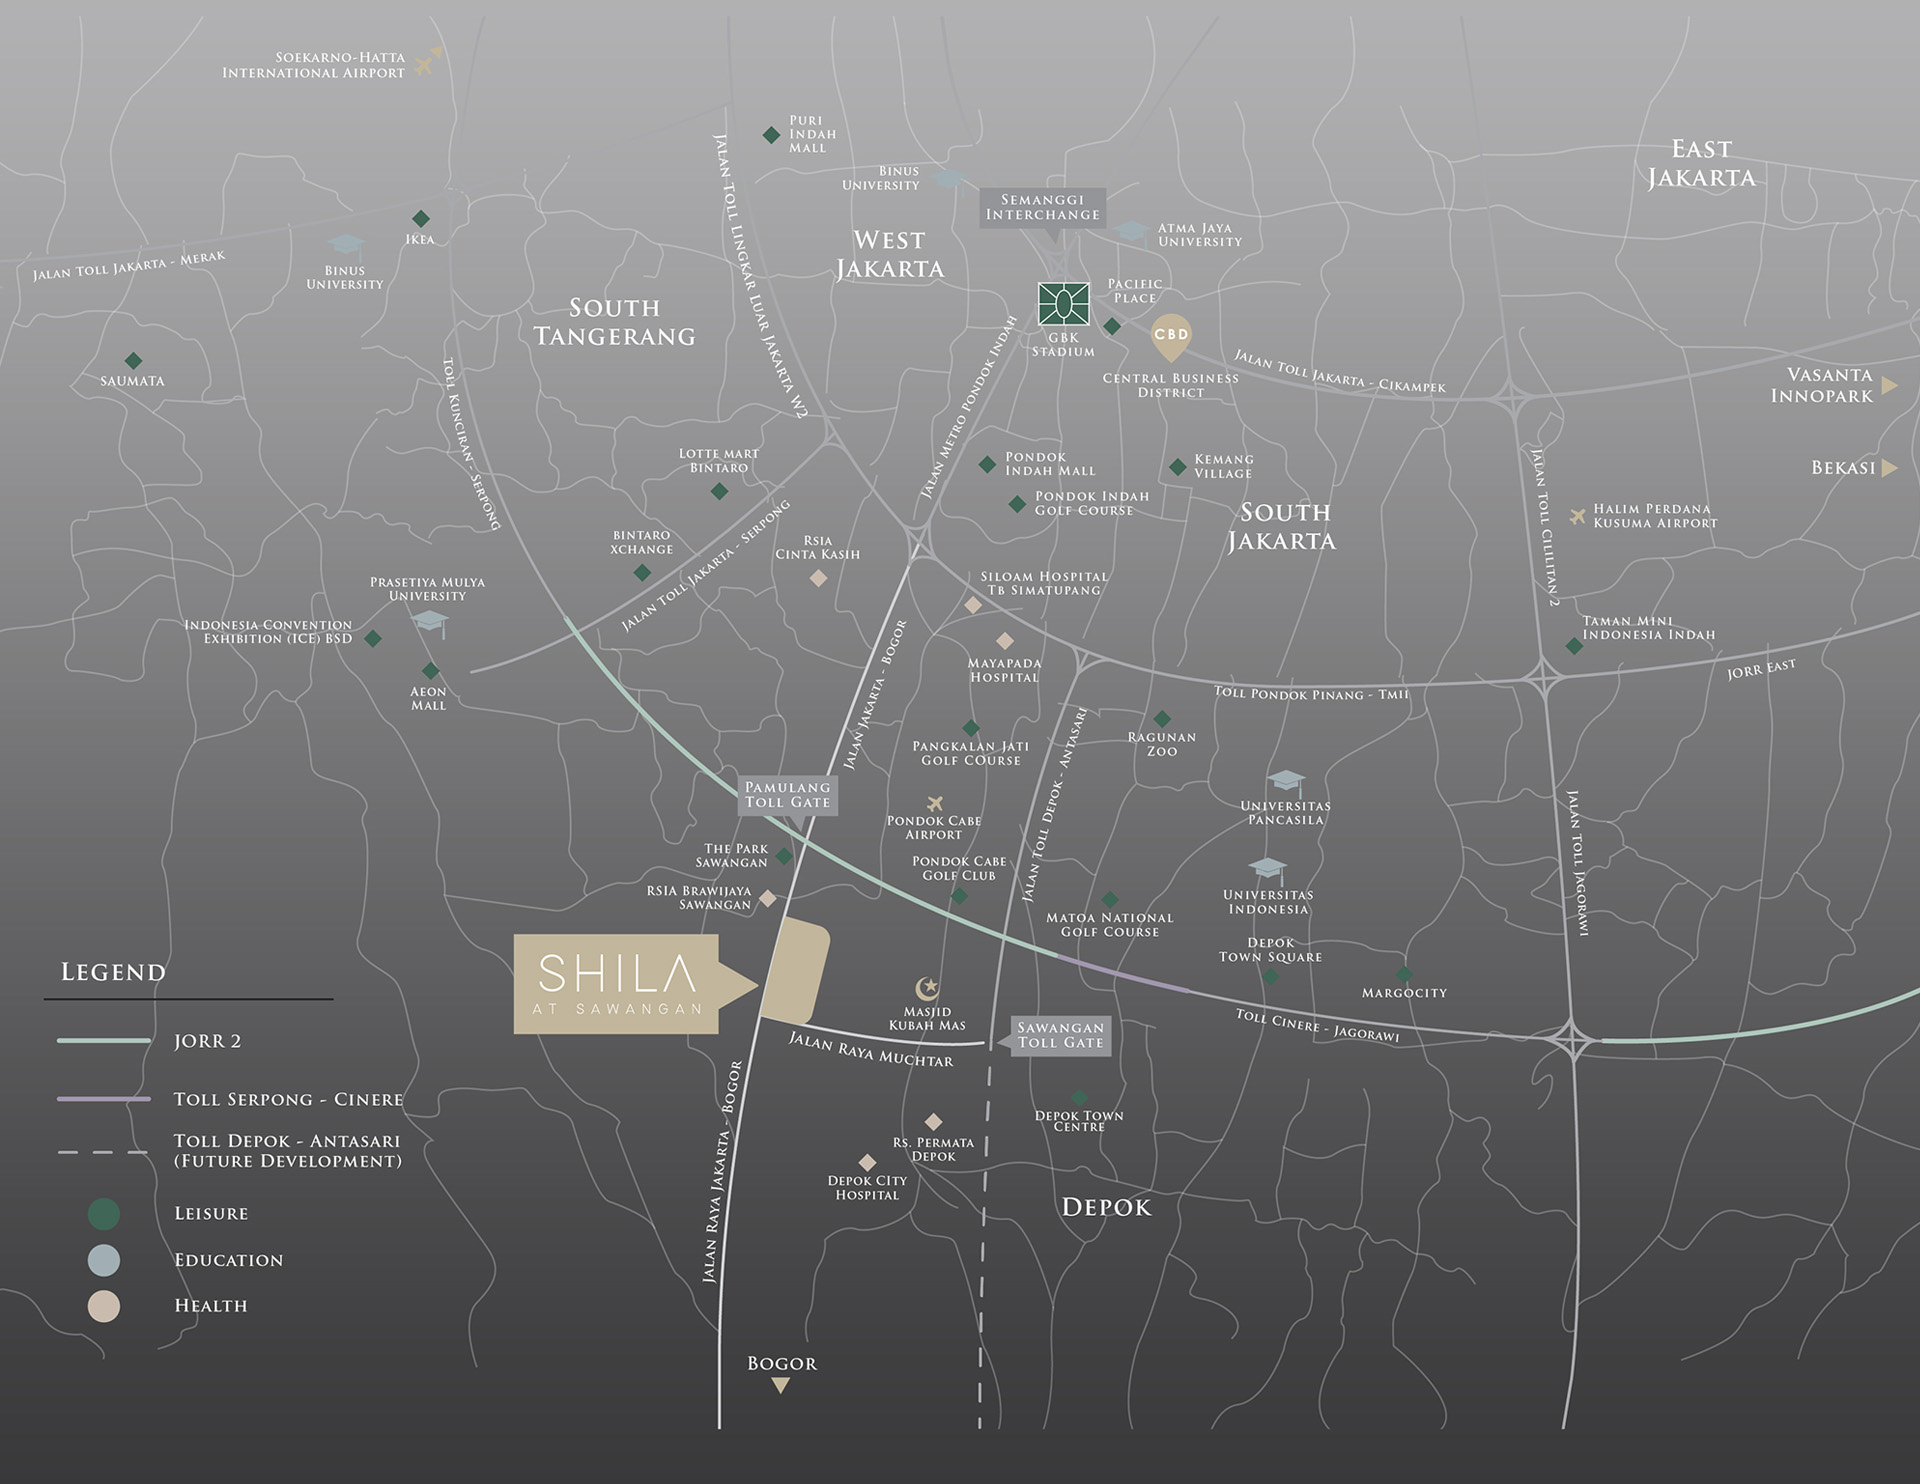 SOEKARNO-HATTA
INTERNATIONAL AIRPORT
PURI
INDAH
MALL
EAST
JAKARTA
BINUS
UNIVERSITY
SEMANGGI
INTERCHANGE
ATMA JAYA
UNIVERSITY
IKEA
BINUS
UNIVERSITY
JALAN TOLL JAKARTA - MERAK
JALAN TOLL LINGKAR LUAR JAKARTA W2
WEST
JAKARTA
SOUTH
TANGERANG
PACIFIC
PLACE
CBD
GBK
STADIUM
CENTRAL BUSINESS
DISTRICT
JALAN TOLL JAKARTA - CIKAMPEK
SAUMATA
VASANTA
INNOPARK
BEKASI
TOLL KUNCIRAN - SERPONG
JALAN METRO PONDOK INDAH
LOTTE MART
BINTARO
PONDOK
INDAH MALL
KEMANG
VILLAGE
PONDOK INDAH
GOLF COURSE
SOUTH
JAKARTA
JALAN TOLL CILILITAN 2
HALIM PERDANA
KUSUMA AIRPORT
BINTARO
XCHANGE
JALAN TOLL JAKARTA - SERPONG
RSIA
CINTA KASIH
PRASETIYA MULYA
UNIVERSITY
SILOAM HOSPITAL
TB SIMATUPANG
INDONESIA CONVENTION
EXHIBITION (ICE) BSD
TAMAN MINI
INDONESIA INDAH
AEON
MALL
JALAN JAKARTA - BOGOR
MAYAPADA
HOSPITAL
TOLL PONDOK PINANG - TMII
JORR EAST
PANGKALAN JATI
GOLF COURSE
JALAN TOLL DEPOK - ANTASARI
RAGUNAN
ZOO
PAMULANG
TOLL GATE
PONDOK CABE
AIRPORT
UNIVERSITAS
PANCASILA
JALAN TOLL JAGORAWI
THE PARK
SAWANGAN
PONDOK CABE
GOLF CLUB
RSIA BRAWIJAYA
SAWANGAN
MATOA NATIONAL
GOLF COURSE
UNIVERSITAS
INDONESIA
DEPOK
TOWN SQUARE
MARGOCITY
SHILA
AT SAWANGAN
MASJID
KUBAH MAS
SAWANGAN
TOLL GATE
TOLL CINERE - JAGORAWI
JALAN RAYA MUCHTAR
JALAN RAYA JAKARTA - BOGOR
DEPOK TOWN
CENTRE
RS. PERMATA
DEPOK
DEPOK CITY
HOSPITAL
DEPOK
BOGOR
LEGEND
JORR 2
TOLL SERPONG - CINERE
TOLL DEPOK - ANTASARI
(FUTURE DEVELOPMENT)
LEISURE
EDUCATION
HEALTH